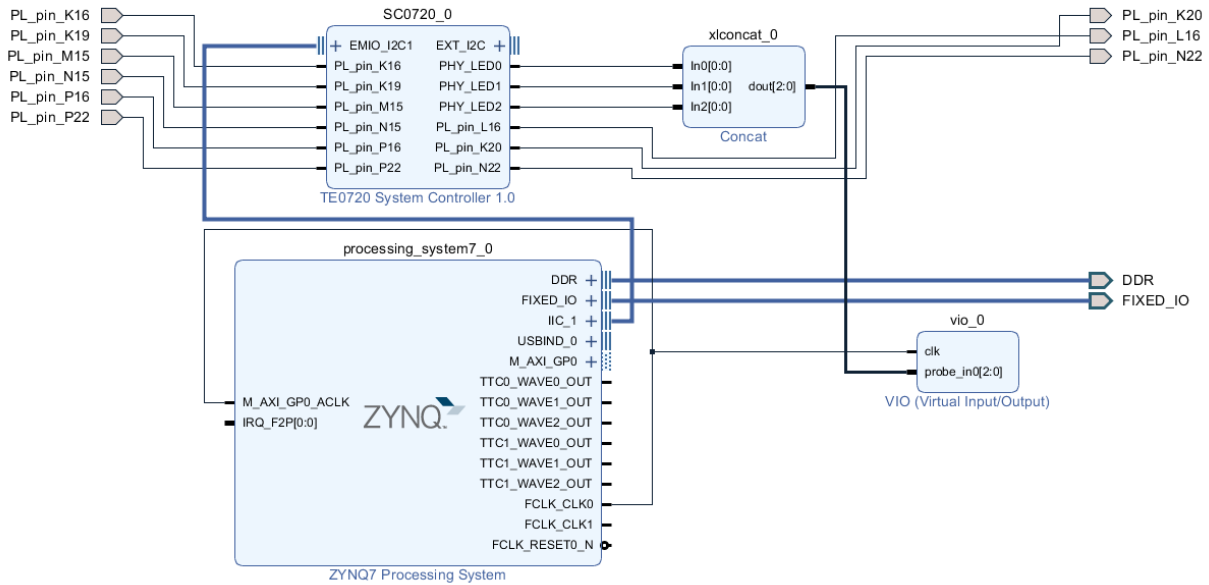 PL_pin_K16
PL_pin_K19
PL_pin_M15
PL_pin_N15
PL_pin_P16
PL_pin_P22
SC0720_0
EMIO_I2C1 EXT_I2C
PL_pin_K16 PHY_LED0
PL_pin_K19 PHY_LED1
PL_pin_M15 PHY_LED2
PL_pin_N15 PL_pin_L16
PL_pin_P16 PL_pin_K20
PL_pin_P22 PL_pin_N22
TE0720 System Controller 1.0
xlconcat_0
In0[0:0]
In1[0:0] dout[2:0]
In2[0:0]
Concat
PL_pin_K20
PL_pin_L16
PL_pin_N22
processing_system7_0
DDR
FIXED_IO
IIC_1
USBIND_0
M_AXI_GP0
TTC0_WAVE0_OUT
M_AXI_GP0_ACLK TTC0_WAVE1_OUT
IRQ_F2P[0:0] ZYNQ. TTC0_WAVE2_OUT
TTC1_WAVE0_OUT
TTC1_WAVE1_OUT
TTC1_WAVE2_OUT
FCLK_CLK0
FCLK_CLK1
FCLK_RESET0_N
ZYNQ7 Processing System
DDR
FIXED_IO
vio_0
clk
probe_in0[2:0]
VIO (Virtual Input/Output)